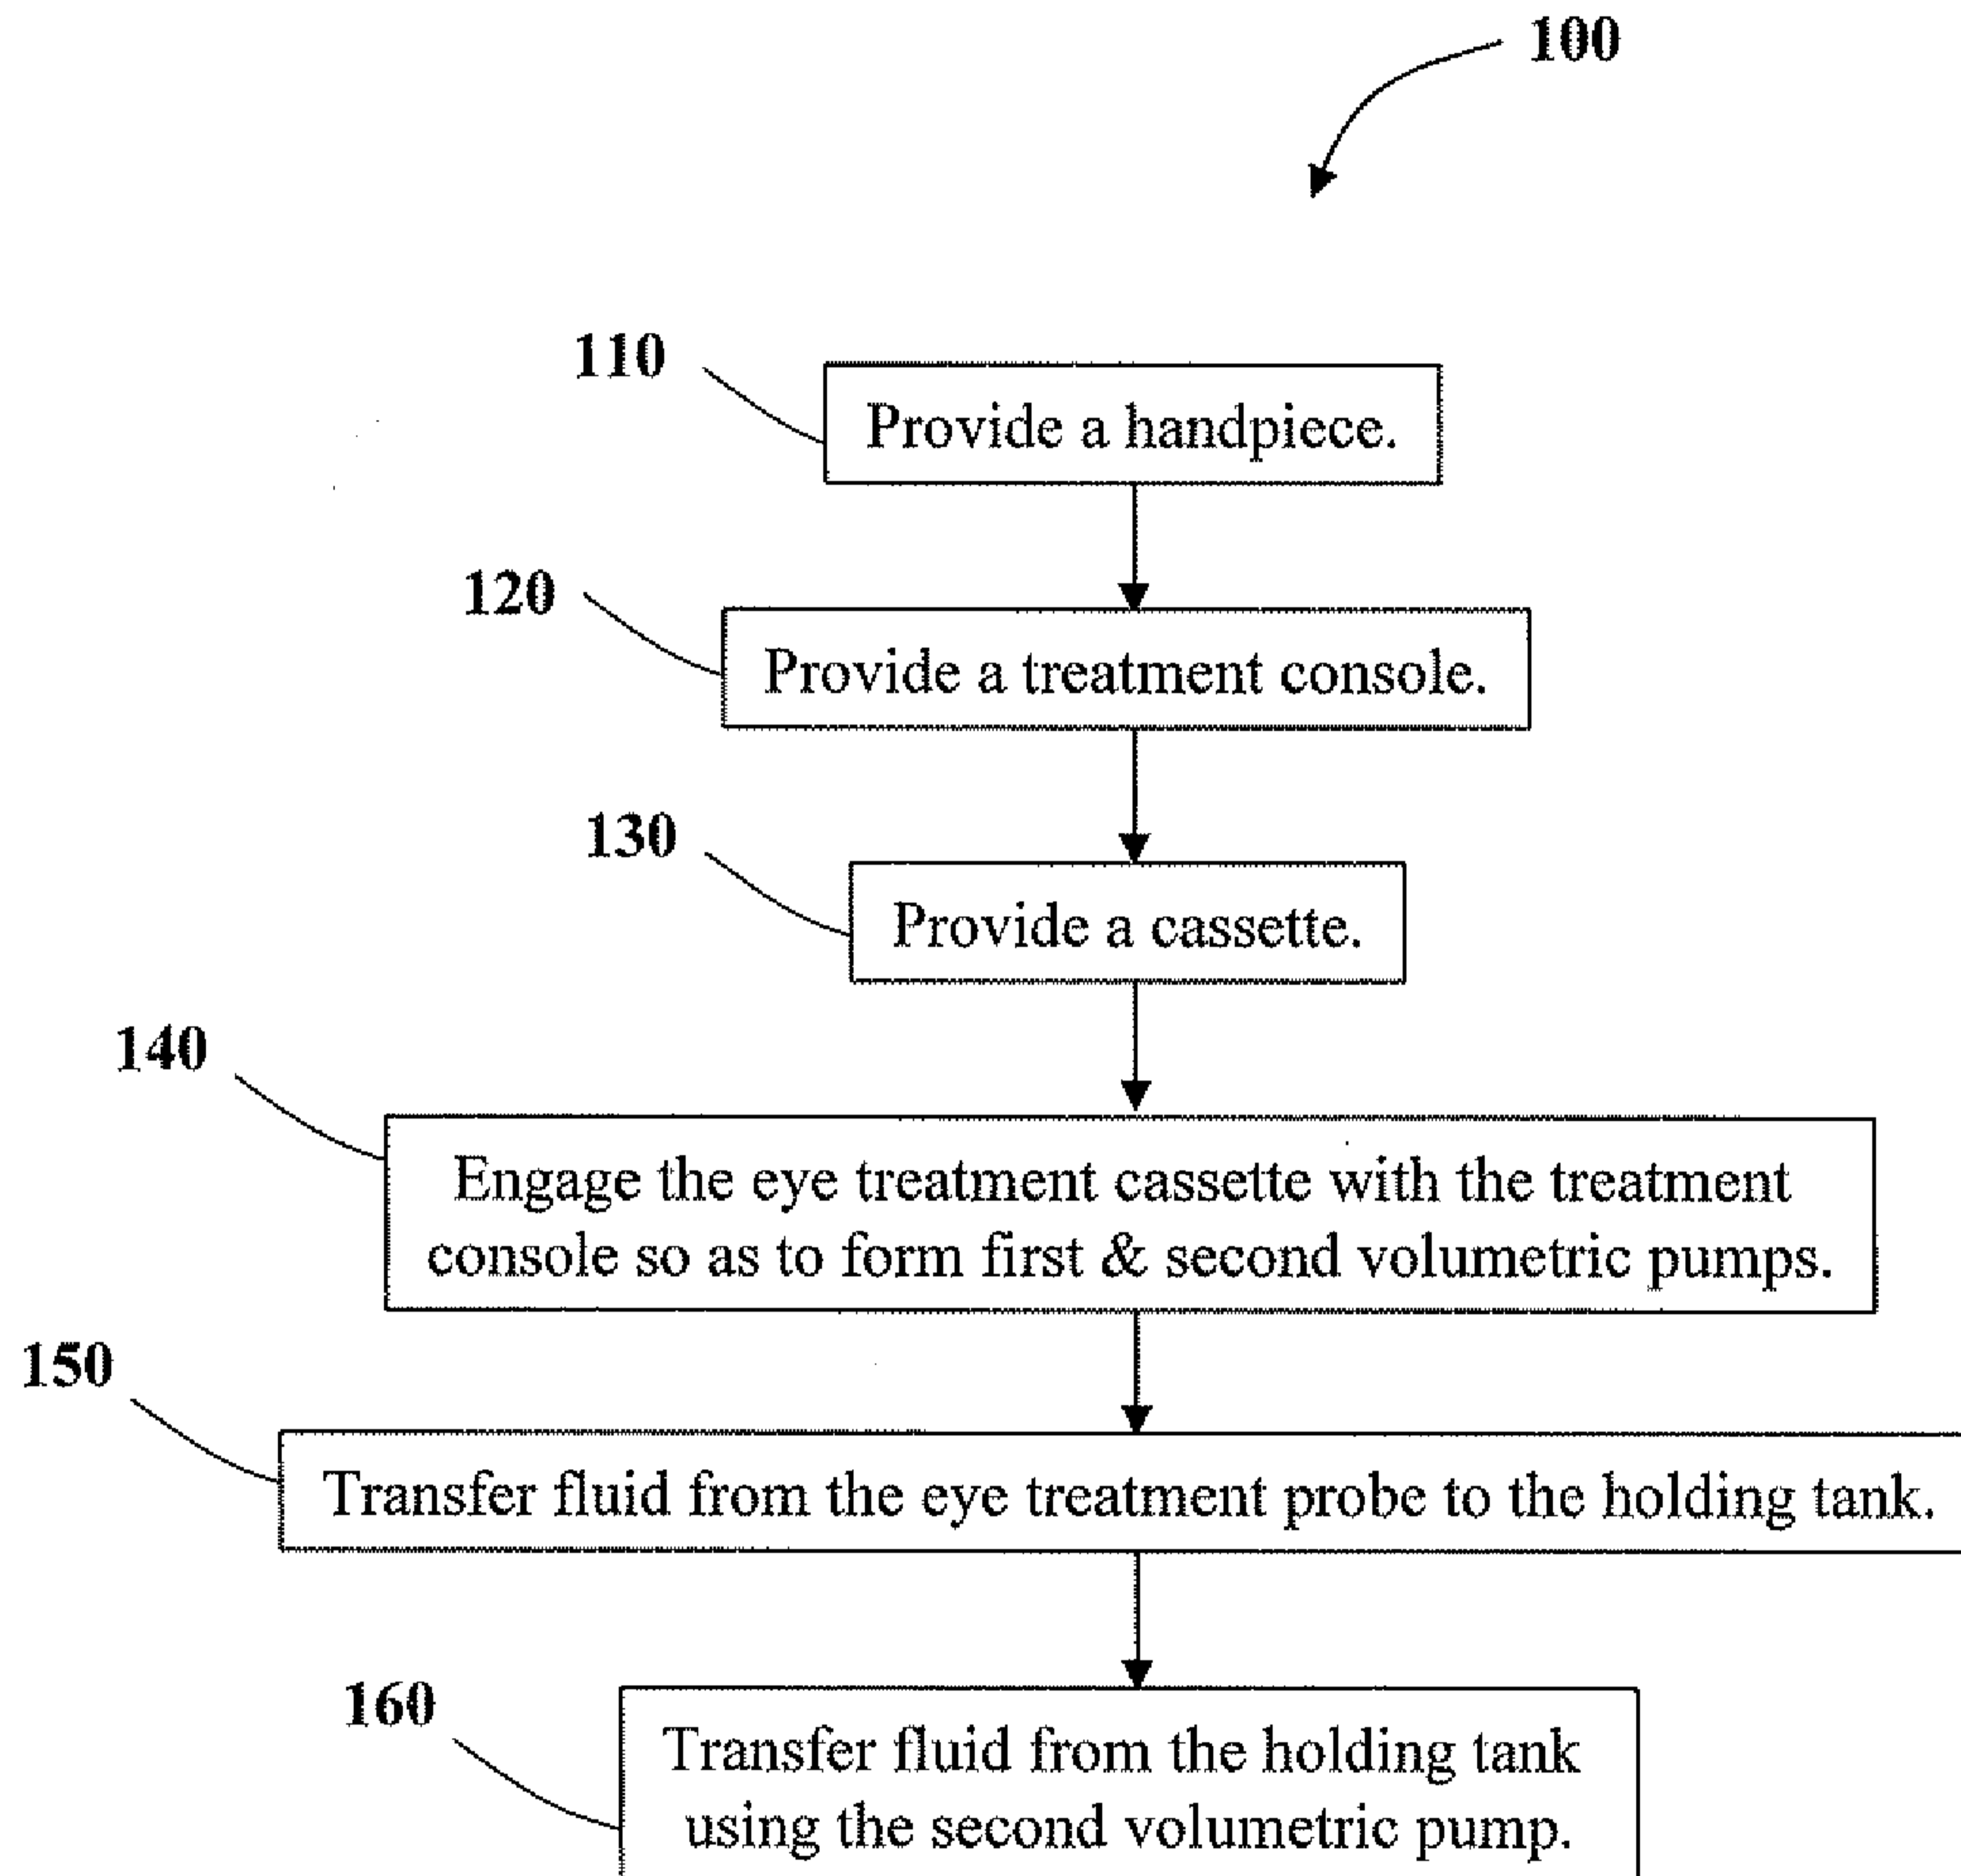 100
110
Provide a handpiece.
120
Provide a treatment console.
130
Provide a cassette.
140
Engage the eye treatment cassette with the treatment
console so as to form first & second volumetric pumps.
150
Transfer fluid from the eye treatment probe to the holding tank.
160
Transfer fluid from the holding tank
using the second volumetric pump.